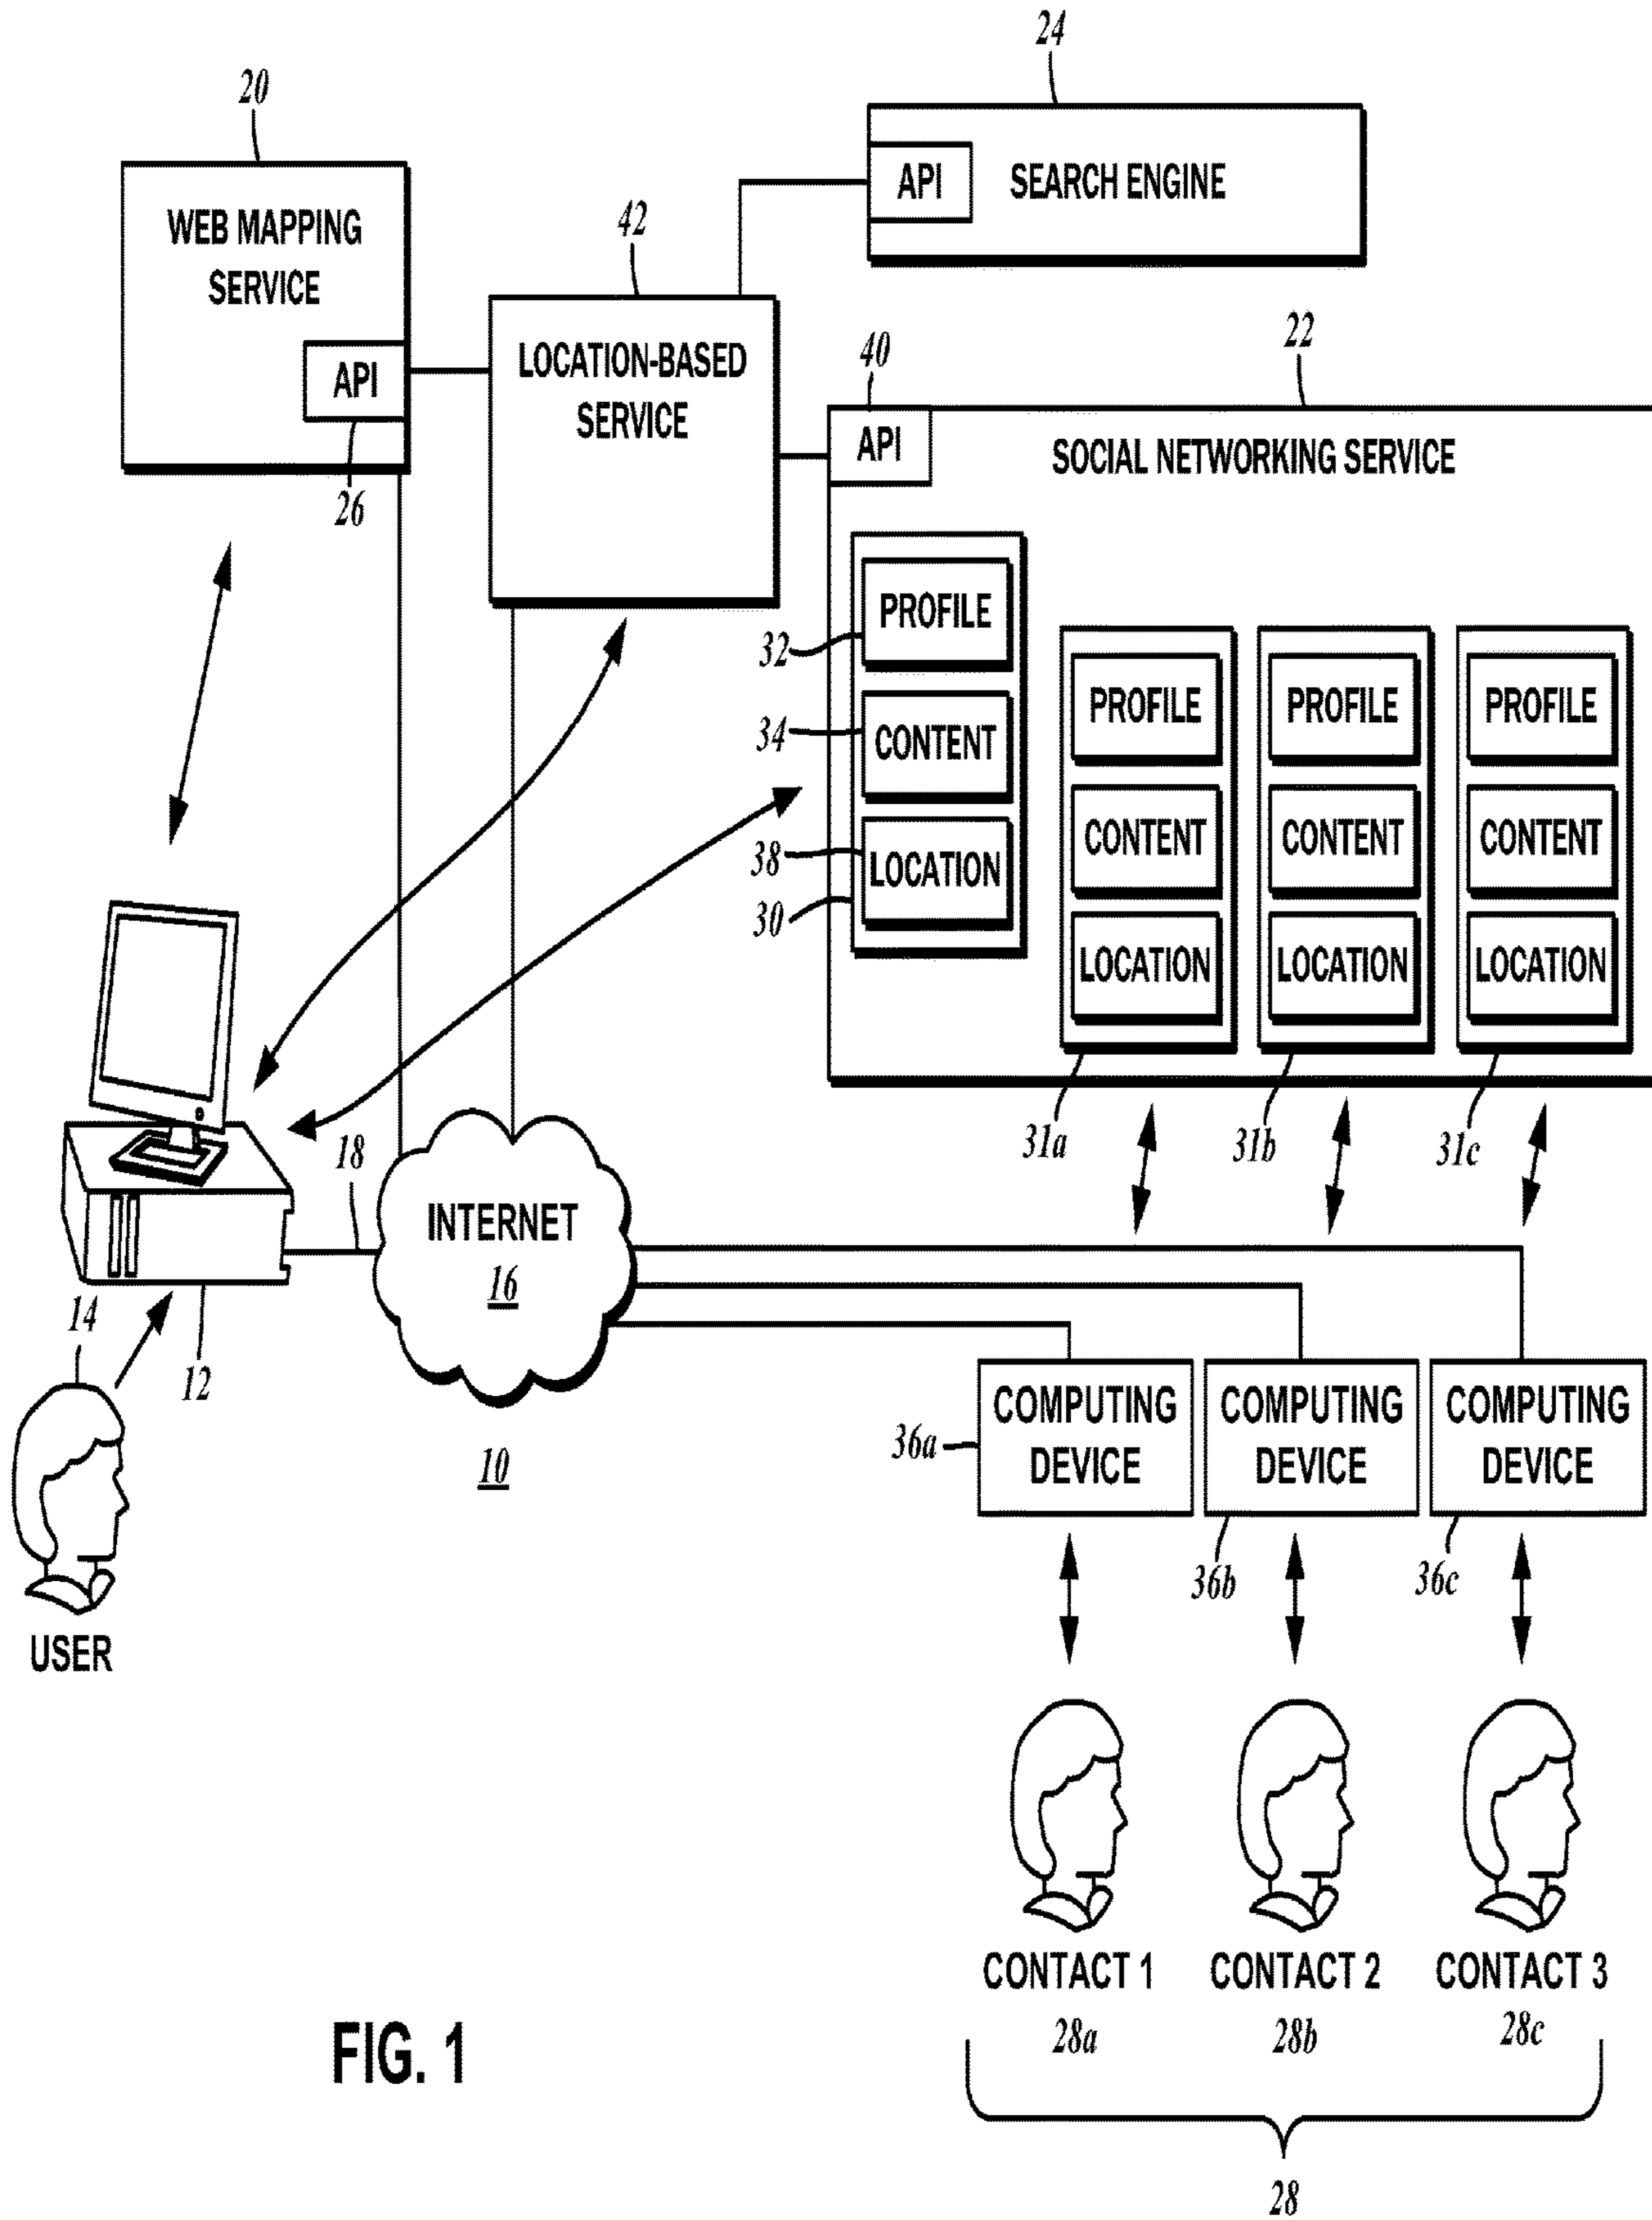 24
20
API
SEARCH ENGINE
WEB MAPPING
SERVICE
42
API
26
LOCATION-BASED
SERVICE
40
22
API
SOCIAL NETWORKING SERVICE
PROFILE
32
CONTENT
34
LOCATION
38
30
PROFILE
PROFILE
PROFILE
CONTENT
CONTENT
CONTENT
LOCATION
LOCATION
LOCATION
31a
31b
31c
18
INTERNET
16
14
12
USER
10
36a
COMPUTING
DEVICE
COMPUTING
DEVICE
COMPUTING
DEVICE
36b
36c
CONTACT 1
CONTACT 2
CONTACT 3
28a
28b
28c
28
FIG. 1